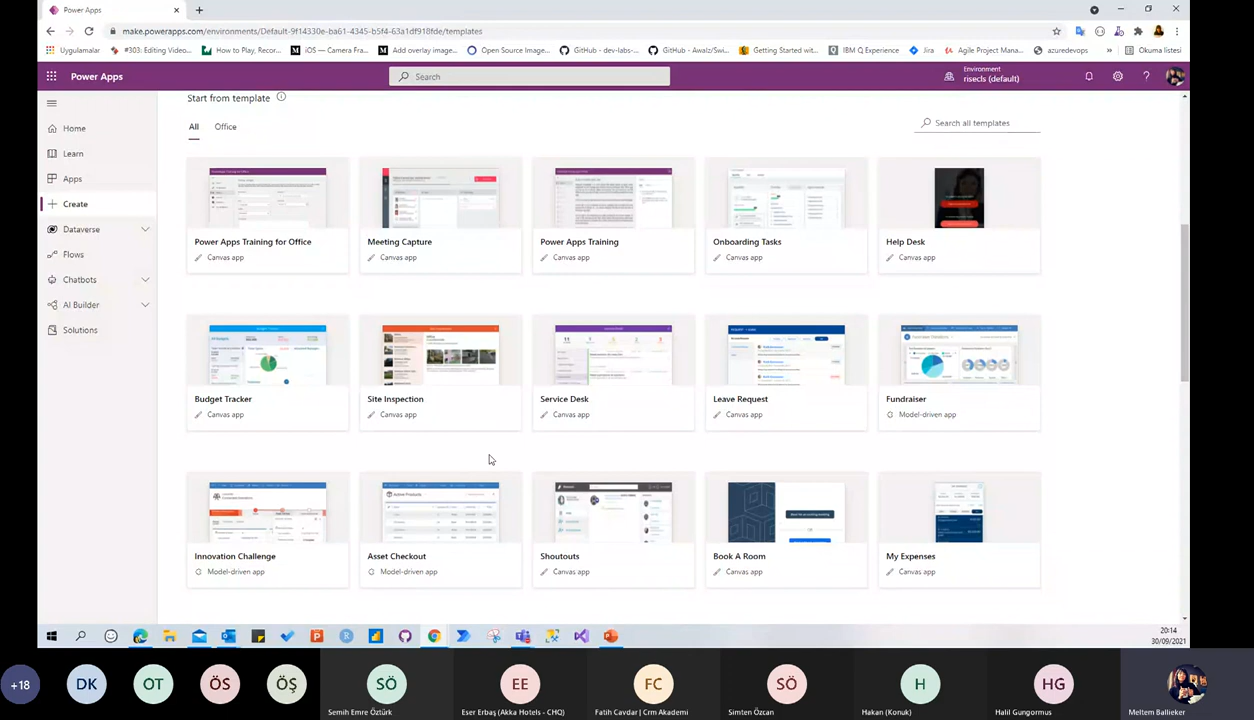 Power Apps
make.powerapps.com/environments/Default-9f14330e-ba61-4345-b5f4-63a1df918fde/templates
Uygulamalar
#303: Editing Video...
How to Play, Recor...
iOS — Camera Fra...
Add overlay image...
Open Source Imag...
GitHub - dev-labs-...
GitHub - Awalz/Swi...
Getting Started wit...
IBM Q Experience
Jira
Agile Project Mana...
azuredevops
»
Okuma listesi
Power Apps
Search
Environment
risecls (default)
Start from template
All
Office
Search all templates
Home
Learn
Apps
Create
Dataverse
Flows
Chatbots
AI Builder
Solutions
Power Apps Training for Office
Canvas app
Meeting Capture
Canvas app
Power Apps Training
Canvas app
Onboarding Tasks
Canvas app
Help Desk
Canvas app
Budget Tracker
Canvas app
Site Inspection
Canvas app
Service Desk
Canvas app
Leave Request
Canvas app
Fundraiser
Model-driven app
Innovation Challenge
Model-driven app
Asset Checkout
Model-driven app
Shoutouts
Canvas app
Book A Room
Canvas app
My Expenses
Canvas app
20:14
30/09/2021
+18
DK
OT
ÖS
ÖŞ
SÖ
Semih Emre Öztürk
EE
Eser Erbaş (Akka Hotels - CHQ)
FC
Fatih Cavdar | Crm Akademi
SÖ
Simten Özcan
H
Hakan (Konuk)
HG
Halil Gungormus
Meltem Ballieker